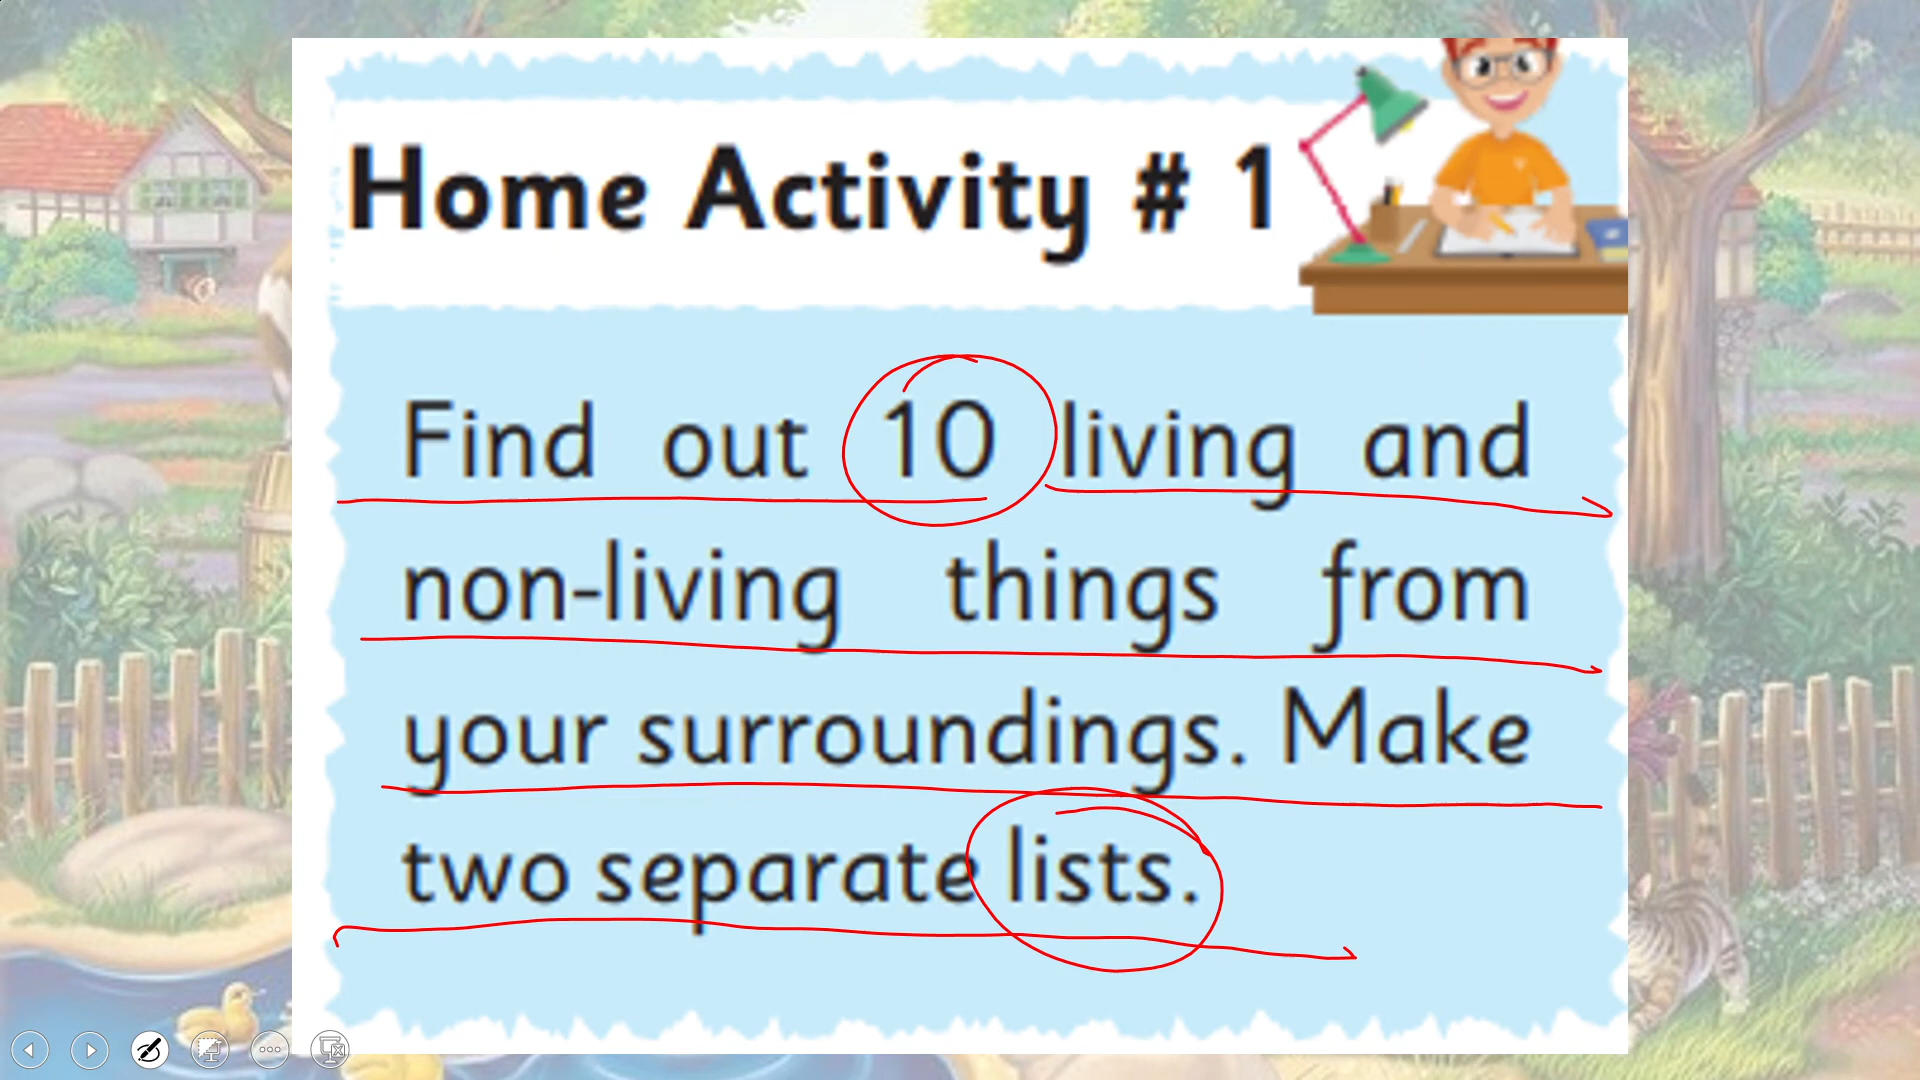 Home Activity # 1
Find out 10 living and
non-living things from
your surroundings. Make
two separate lists.